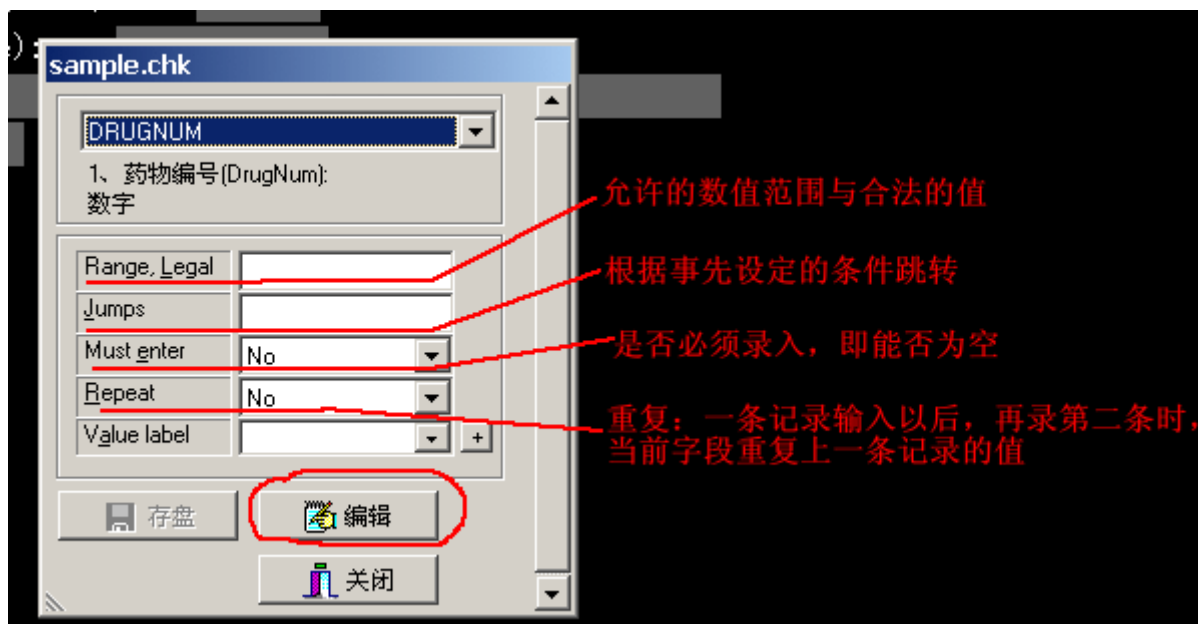 ) :
sample.chk
DRUGNUM
1、药物编号(DrugNum):
数字
允许的数值范围与合法的值
Range, Legal
根据事先设定的条件跳转
Jumps
Must enter No
是否必须录入，即能否为空
Repeat No
重复：一条记录输入以后，再录第二条时，
当前字段重复上一条记录的值
Value label +
存盘 编辑
关闭